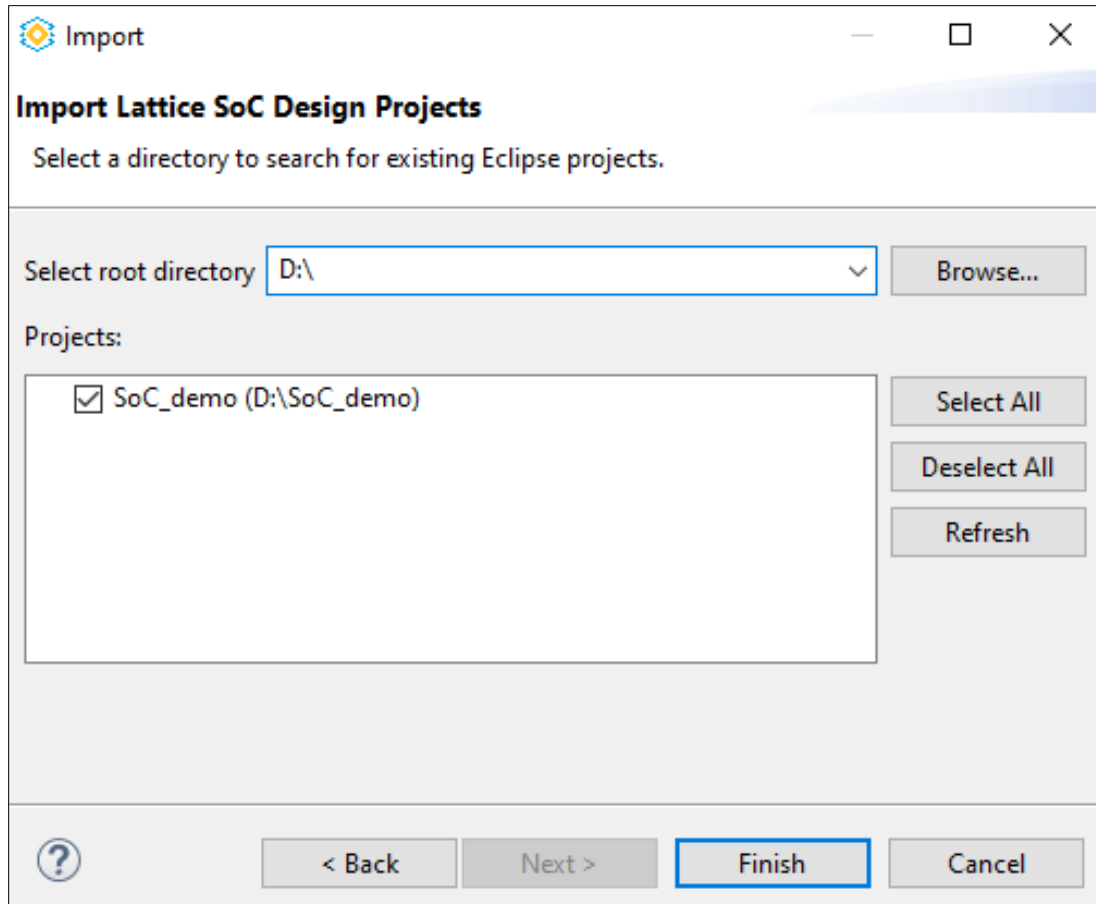 Import
Import Lattice SoC Design Projects
Select a directory to search for existing Eclipse projects.
Select root directory D:\ Browse...
Projects:
SoC_demo (D:\SoC_demo)
Select All
Deselect All
Refresh
? < Back Next > Finish Cancel